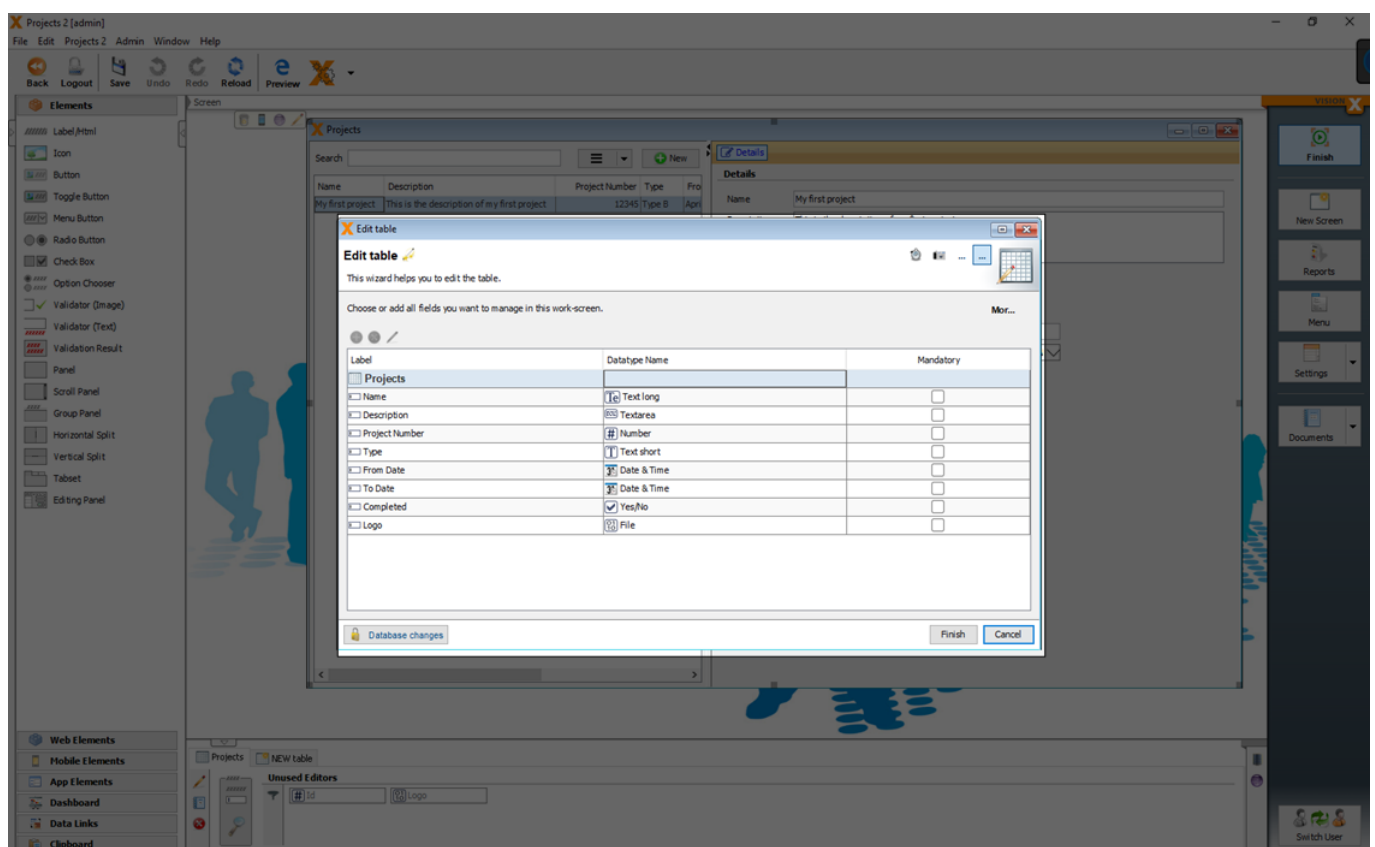 Projects 2 [admin]
File Edit Projects 2 Admin Window Help
Back Logout Save Undo Redo Reload Preview
Elements
Label/Html
Icon
Button
Toggle Button
Menu Button
Radio Button
Check Box
Option Chooser
Validator (Image)
Validator (Text)
Validation Result
Panel
Scroll Panel
Group Panel
Horizontal Split
Vertical Split
Tabset
Editing Panel
Web Elements
Mobile Elements
App Elements
Dashboard
Data Links
Clipboard
Screen
Projects
Search
New
Name Description Project Number Type Fro
My first project This is the description of my first project 12345 Type B Apri
Details
Details
Name My first project
Edit table
Edit table
This wizard helps you to edit the table.
Choose or add all fields you want to manage in this work-screen.
Mor...
Label Datatype Name Mandatory
Projects
Name Text long
Description Textarea
Project Number Number
Type Text short
From Date Date & Time
To Date Date & Time
Completed Yes/No
Logo File
Database changes
Finish Cancel
Projects NEW table
Unused Editors
Id Logo
VISION X
Finish
New Screen
Reports
Menu
Settings
Documents
Switch User